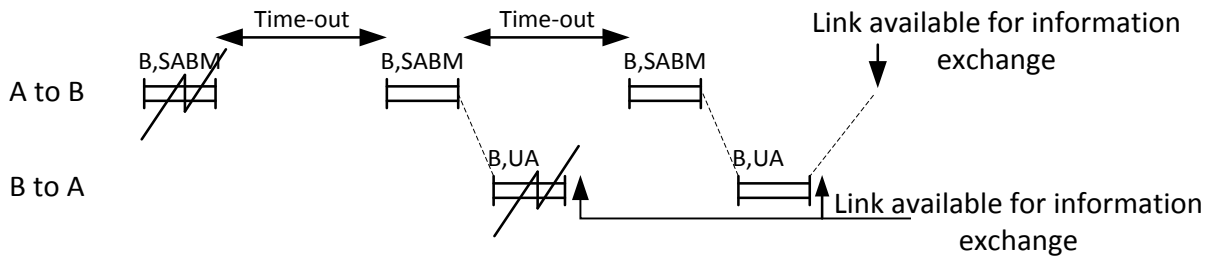 Time-out
Time-out
Link available for information
exchange
B,SABM
B,SABM
B,SABM
A to B
B,UA
B,UA
B to A
Link available for information
exchange